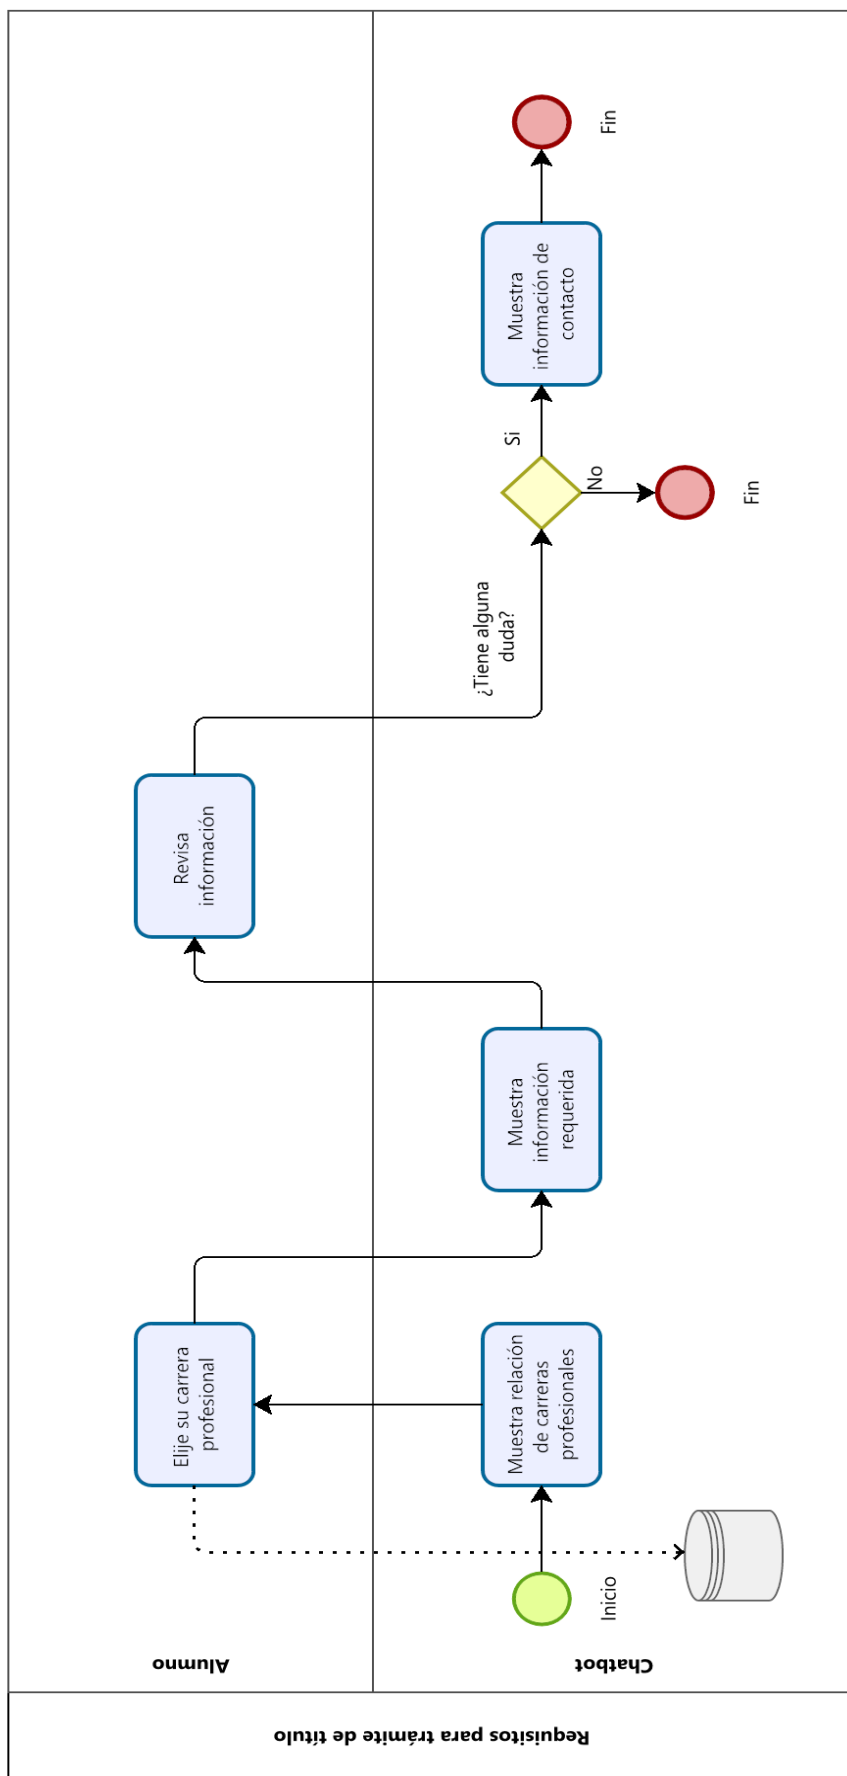 Requisitos para trámite de título
Alumno
Chatbot
Inicio
Muestra relación
de carreras
profesionales
Elije su carrera
profesional
Muestra
información
requerida
Revisa
información
¿Tiene alguna
duda?
Si
No
Fin
Muestra
información de
contacto
Fin